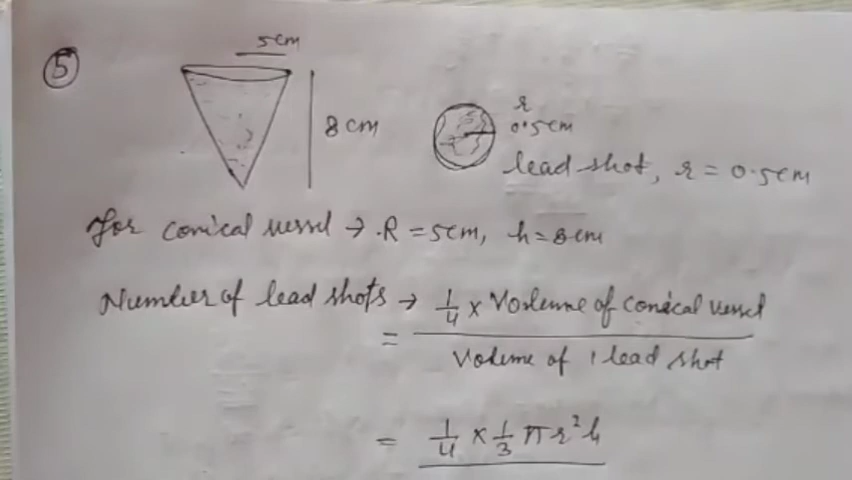 5
5cm
8 cm
r
0.5cm
lead shot, r = 0.5cm
for conical vessel → R = 5cm, h = 8cm
Number of lead shots → 1/4 × Volume of conical vessel
= Volume of 1 lead shot
= 1/4 × 1/3 πr²h